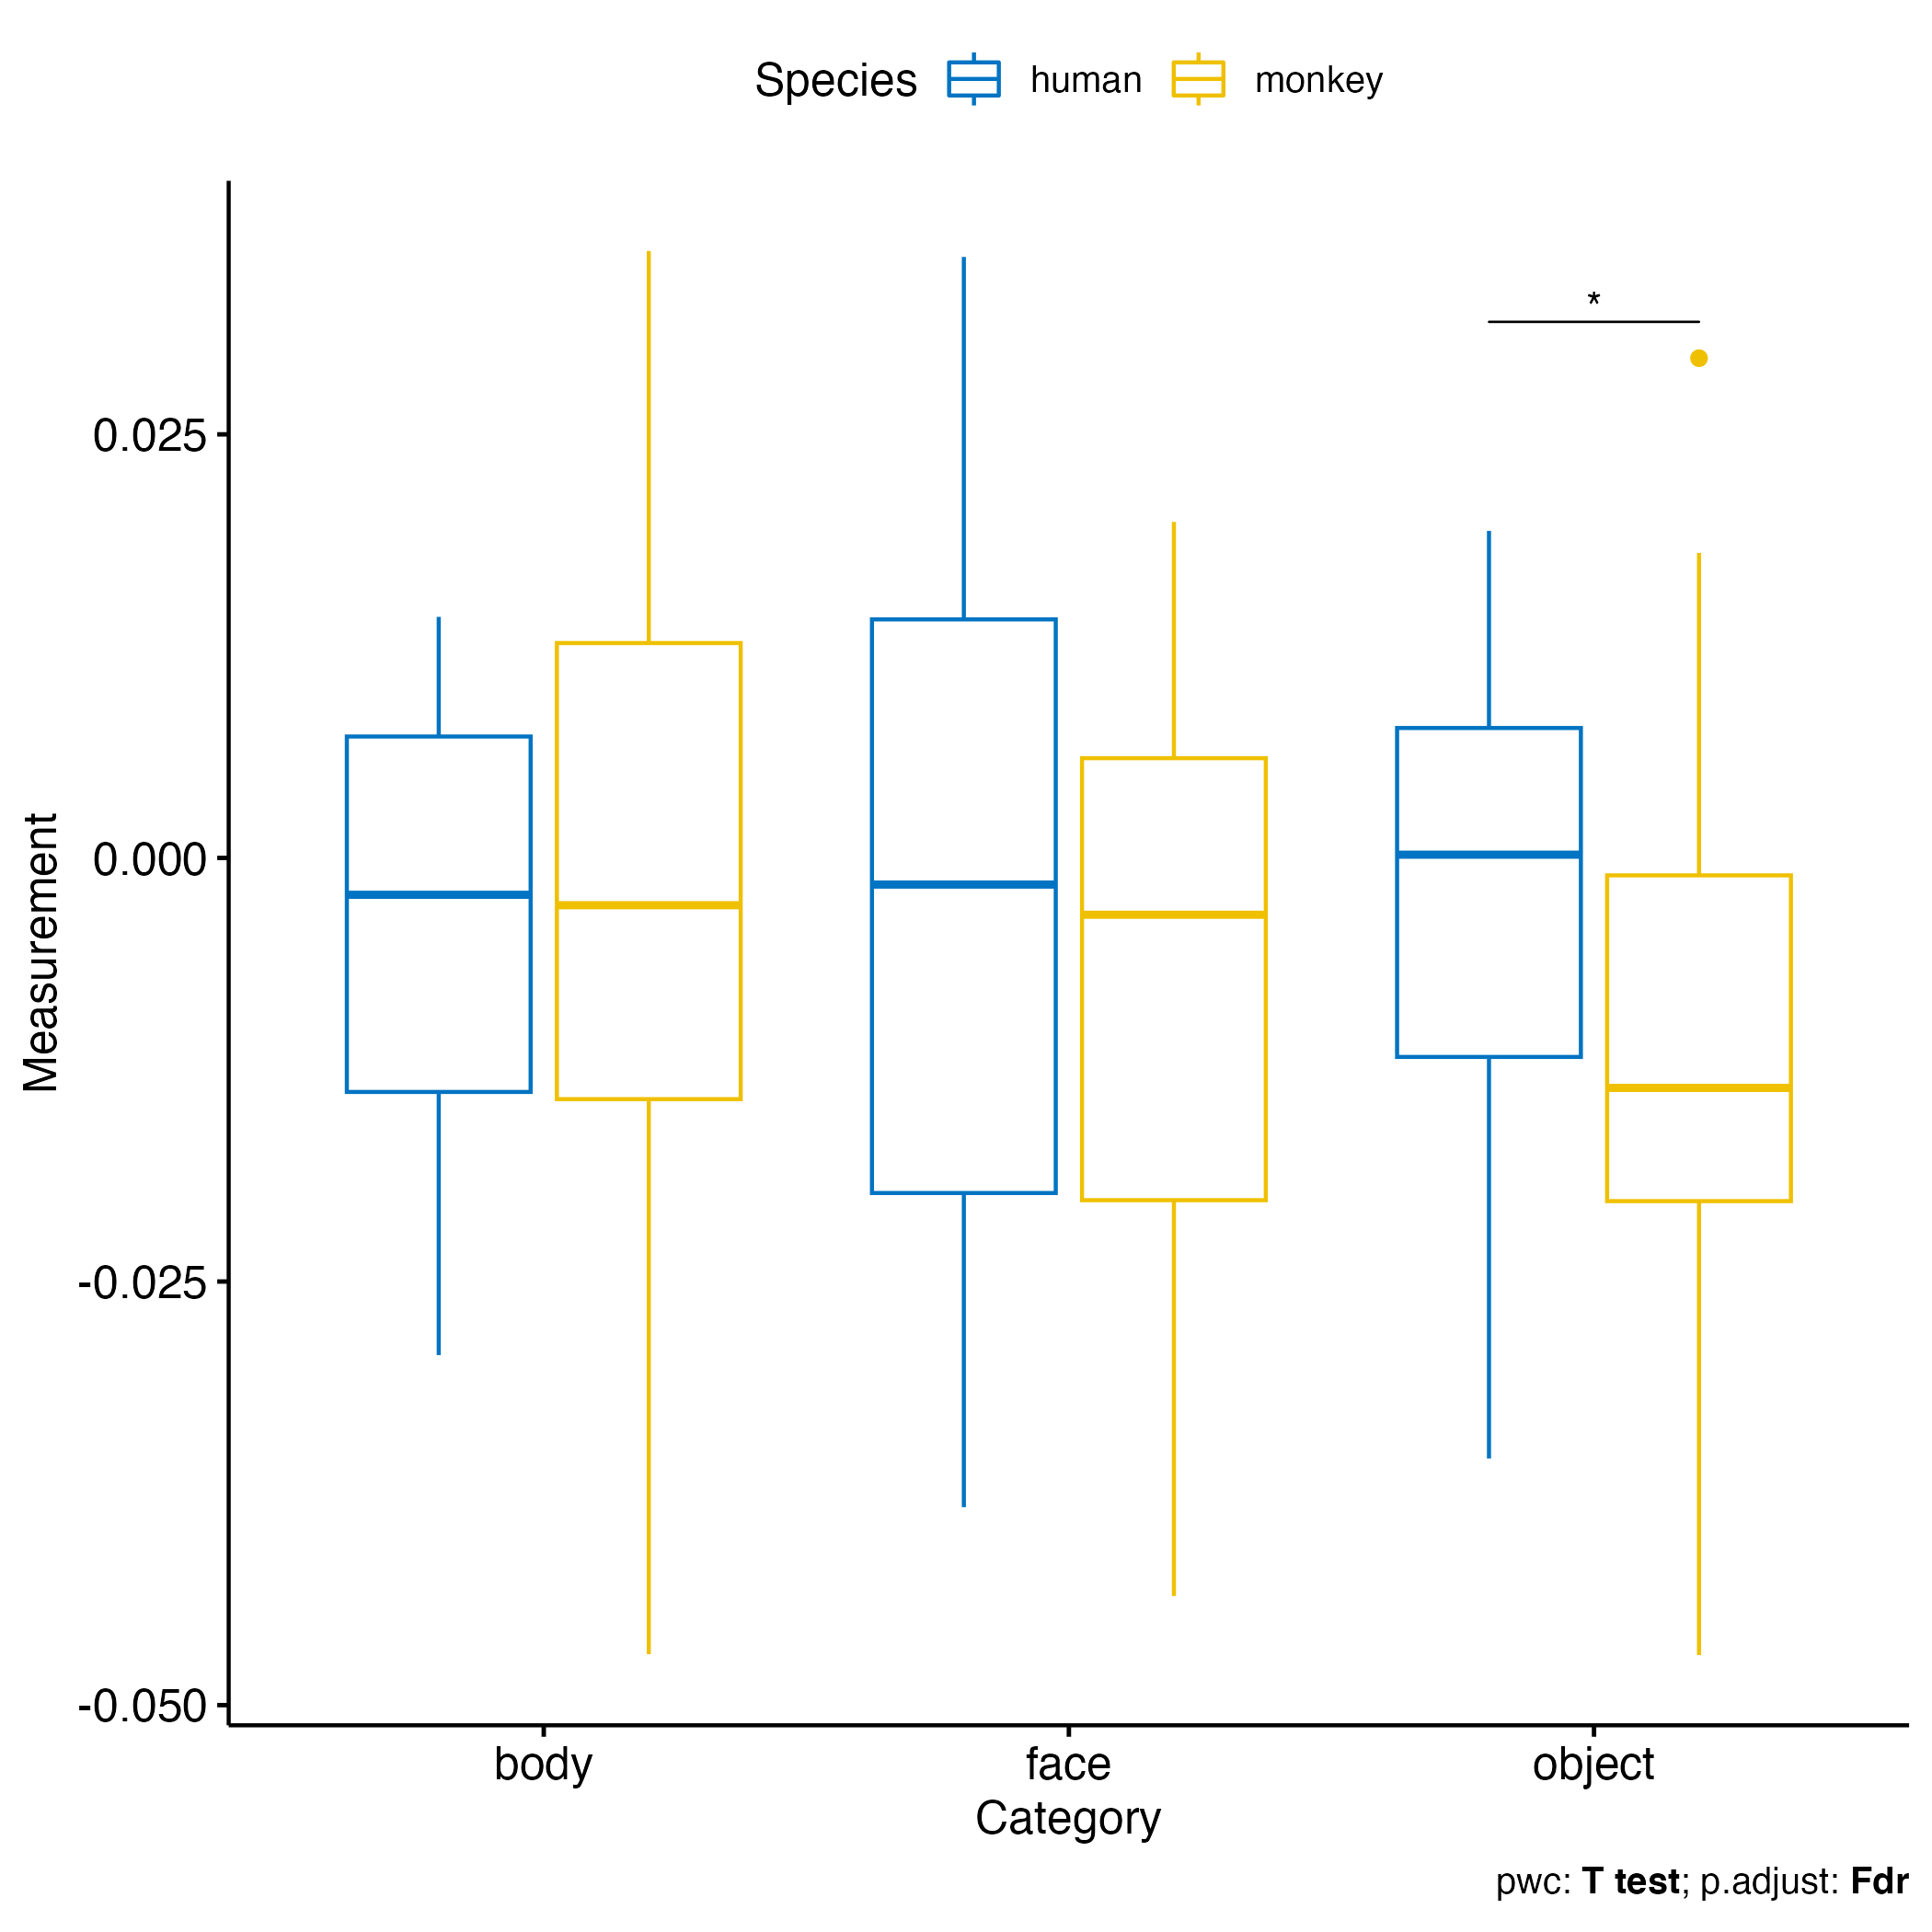 Species human monkey
*
0.025
0.000
-0.025
-0.050
Measurement
body face object
Category
pwc: T test; p.adjust: Fdr